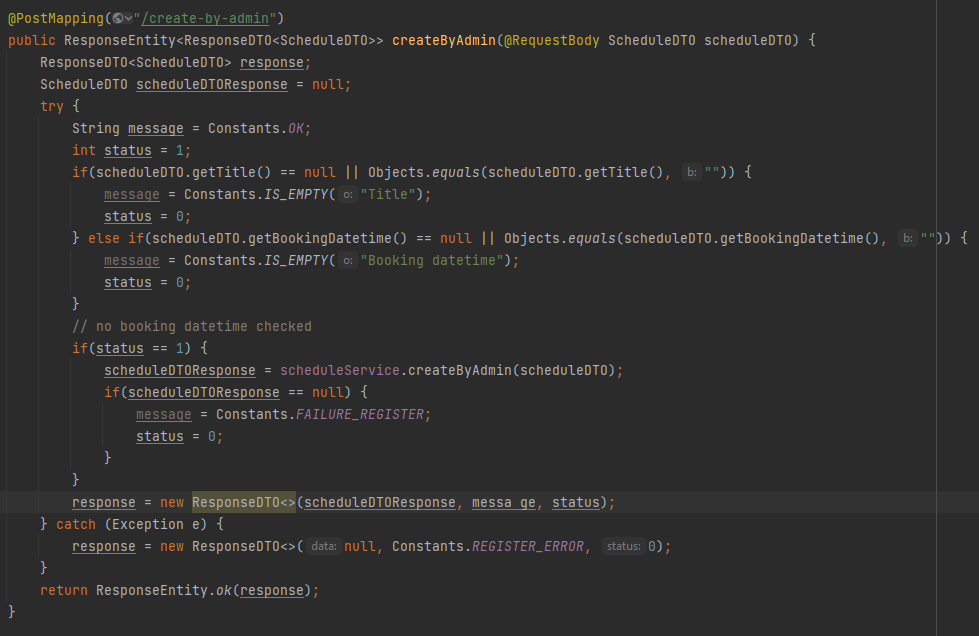 @PostMapping("/create-by-admin")
public ResponseEntity<ResponseDTO<ScheduleDTO>> createByAdmin(@RequestBody ScheduleDTO scheduleDTO) {
    ResponseDTO<ScheduleDTO> response;
    ScheduleDTO scheduleDTOResponse = null;
    try {
        String message = Constants.OK;
        int status = 1;
        if(scheduleDTO.getTitle() == null || Objects.equals(scheduleDTO.getTitle(), b: "")) {
            message = Constants.IS_EMPTY( o: "Title");
            status = 0;
        } else if(scheduleDTO.getBookingDatetime() == null || Objects.equals(scheduleDTO.getBookingDatetime(), b: "")) {
            message = Constants.IS_EMPTY( o: "Booking datetime");
            status = 0;
        }
        // no booking datetime checked
        if(status == 1) {
            scheduleDTOResponse = scheduleService.createByAdmin(scheduleDTO);
            if(scheduleDTOResponse == null) {
                message = Constants.FAILURE_REGISTER;
                status = 0;
            }
        }
        response = new ResponseDTO<>(scheduleDTOResponse, messa ge, status);
    } catch (Exception e) {
        response = new ResponseDTO<>( data: null, Constants.REGISTER_ERROR, status: 0);
    }
    return ResponseEntity.ok(response);
}